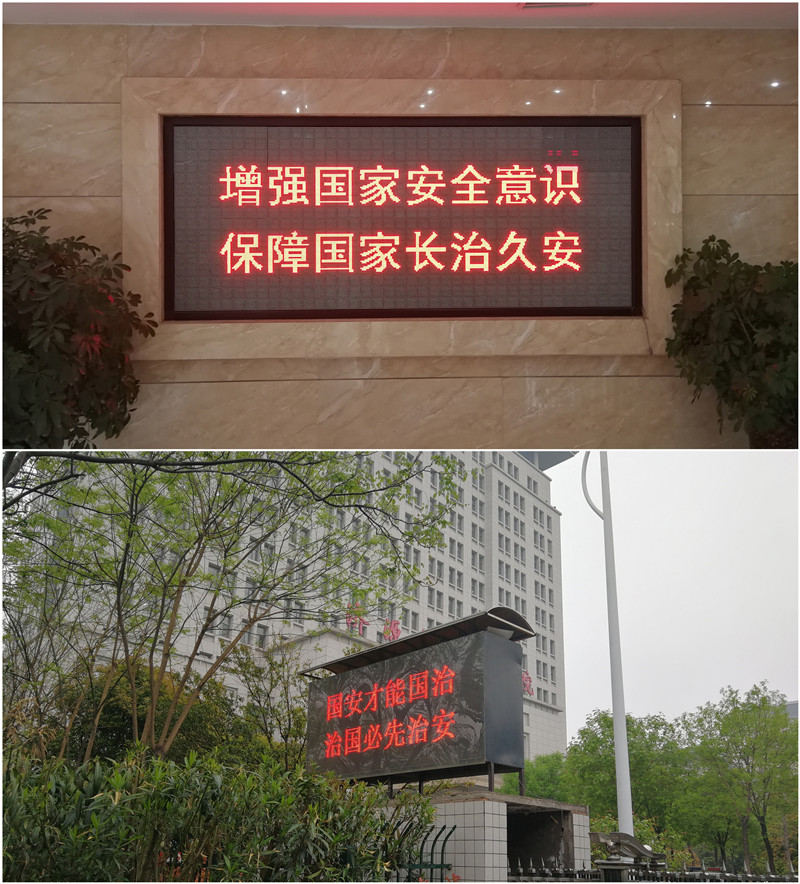 增强国家安全意识
保障国家长治久安
国安才能国治
治国必先治安